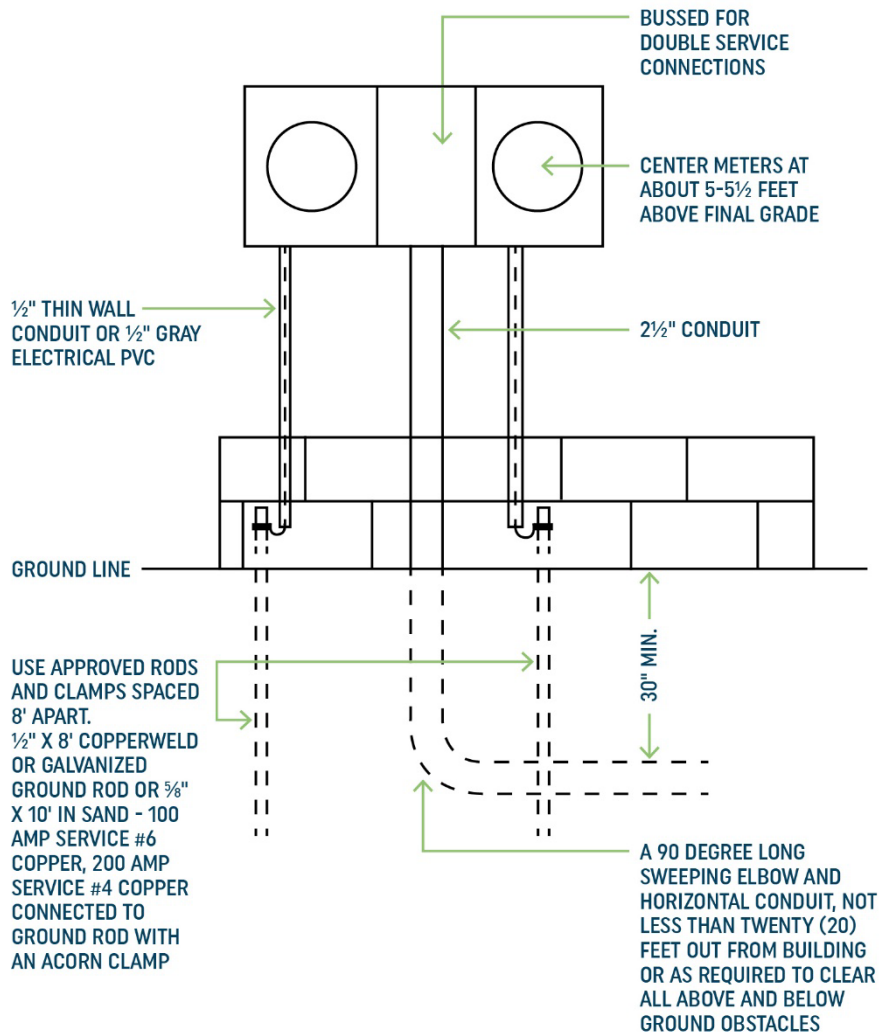 BUSSED FOR
DOUBLE SERVICE
CONNECTIONS
CENTER METERS AT
ABOUT 5-5½ FEET
ABOVE FINAL GRADE
½" THIN WALL
CONDUIT OR ½" GRAY
ELECTRICAL PVC
2½" CONDUIT
GROUND LINE
30" MIN.
USE APPROVED RODS
AND CLAMPS SPACED
8' APART.
½" X 8' COPPERWELD
OR GALVANIZED
GROUND ROD OR ⅝"
X 10' IN SAND - 100
AMP SERVICE #6
COPPER, 200 AMP
SERVICE #4 COPPER
CONNECTED TO
GROUND ROD WITH
AN ACORN CLAMP
A 90 DEGREE LONG
SWEEPING ELBOW AND
HORIZONTAL CONDUIT, NOT
LESS THAN TWENTY (20)
FEET OUT FROM BUILDING
OR AS REQUIRED TO CLEAR
ALL ABOVE AND BELOW
GROUND OBSTACLES